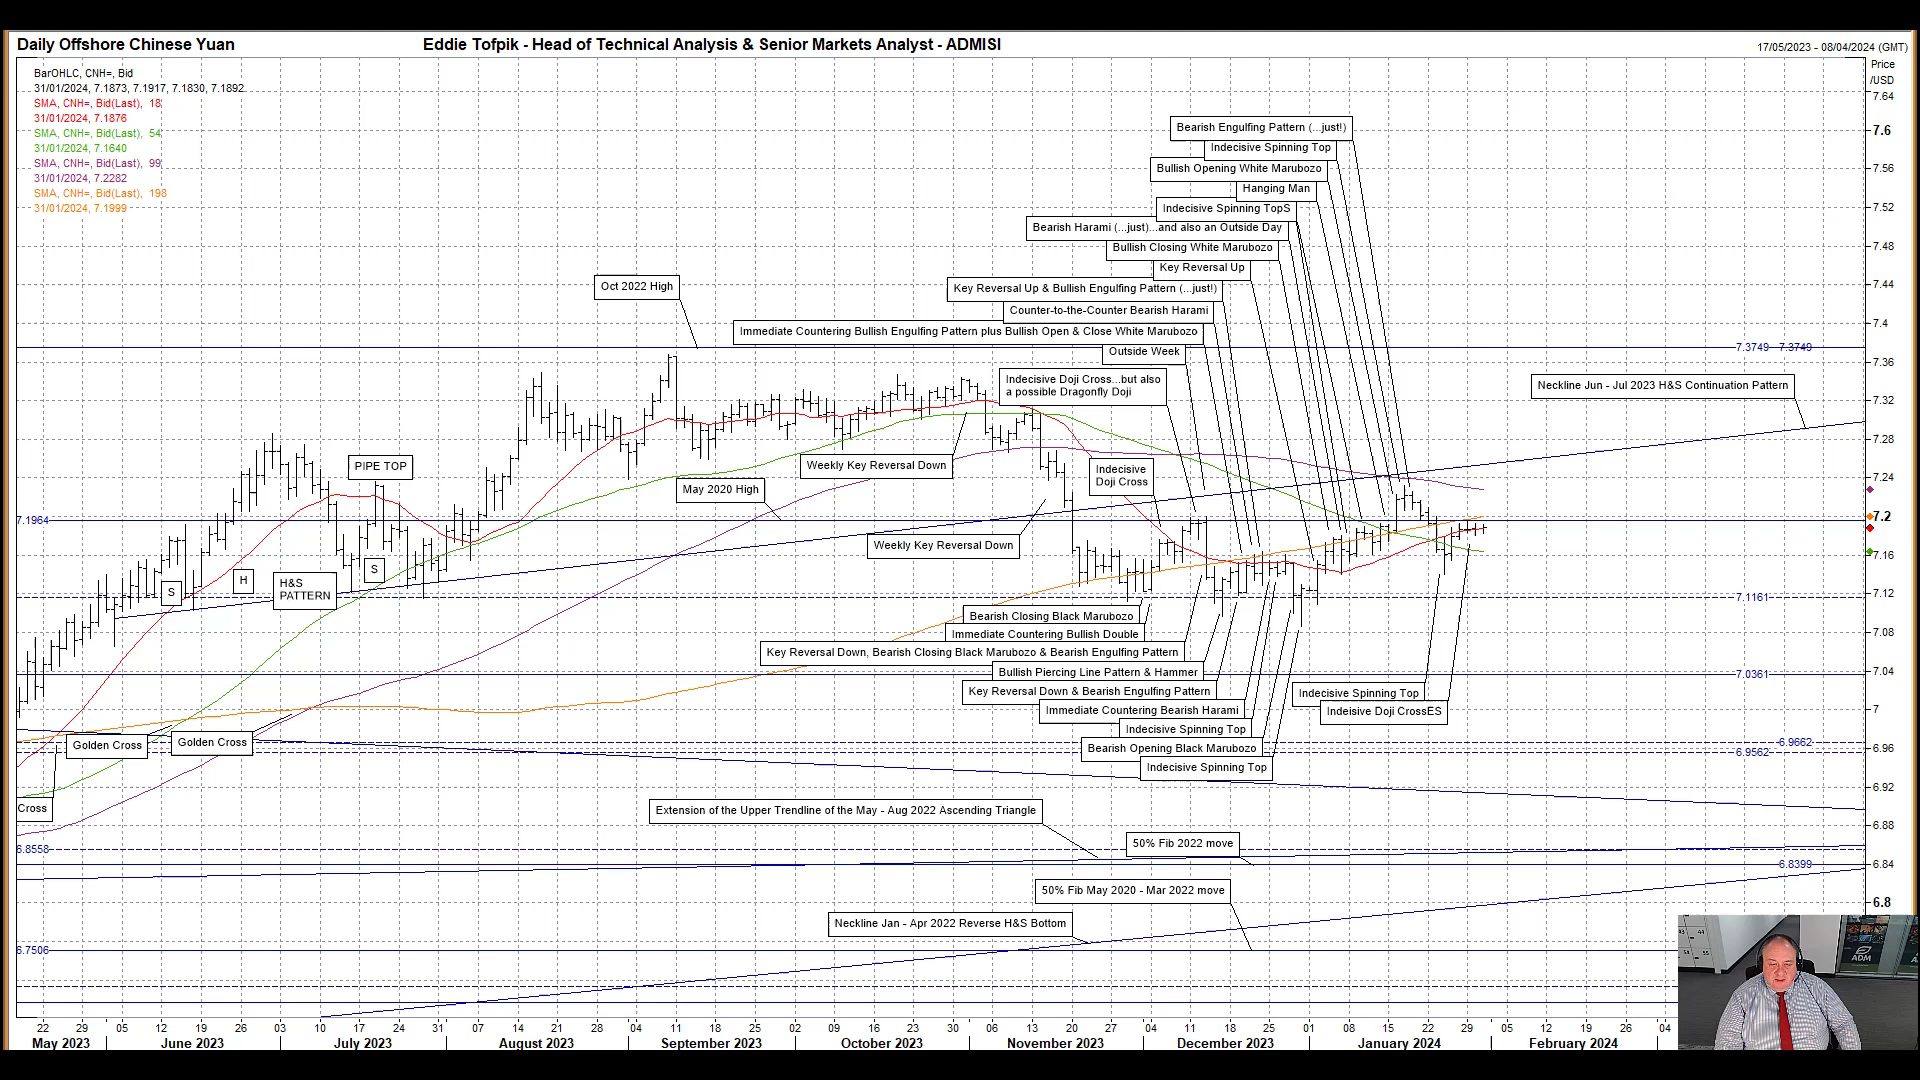 Daily Offshore Chinese Yuan
Eddie Tofpik - Head of Technical Analysis & Senior Markets Analyst - ADMISI
17/05/2023 - 08/04/2024 (GMT)
BarOHLC, CNH=, Bid
31/01/2024, 7.1873, 7.1917, 7.1830, 7.1892
SMA, CNH=, Bid(Last), 18
31/01/2024, 7.1876
SMA, CNH=, Bid(Last), 54
31/01/2024, 7.1640
SMA, CNH=, Bid(Last), 99
31/01/2024, 7.2282
SMA, CNH=, Bid(Last), 198
31/01/2024, 7.1999
Price
/USD
7.64
7.6
7.56
7.52
7.48
7.44
7.4
7.36
7.32
7.28
7.24
7.2
7.16
7.12
7.08
7.04
7
6.96
6.92
6.88
6.84
6.8
Bearish Engulfing Pattern (...just!)
Indecisive Spinning Top
Bullish Opening White Marubozo
Hanging Man
Indecisive Spinning TopS
Bearish Harami (...just)...and also an Outside Day
Bullish Closing White Marubozo
Key Reversal Up
Key Reversal Up & Bullish Engulfing Pattern (...just!)
Counter-to-the-Counter Bearish Harami
Immediate Countering Bullish Engulfing Pattern plus Bullish Open & Close White Marubozo
Outside Week
Indecisive Doji Cross...but also
a possible Dragonfly Doji
Oct 2022 High
7.3749 7.3749
Neckline Jun - Jul 2023 H&S Continuation Pattern
PIPE TOP
Weekly Key Reversal Down
Indecisive
Doji Cross
May 2020 High
7.1964
Weekly Key Reversal Down
S
H
H&S
PATTERN
S
7.1161
Bearish Closing Black Marubozo
Immediate Countering Bullish Double
Key Reversal Down, Bearish Closing Black Marubozo & Bearish Engulfing Pattern
Bullish Piercing Line Pattern & Hammer
7.0361
Key Reversal Down & Bearish Engulfing Pattern
Indecisive Spinning Top
Immediate Countering Bearish Harami
Indeisive Doji CrossES
Indecisive Spinning Top
Golden Cross
Golden Cross
6.9662
6.9562
Bearish Opening Black Marubozo
Indecisive Spinning Top
Cross
Extension of the Upper Trendline of the May - Aug 2022 Ascending Triangle
50% Fib 2022 move
6.8558
6.8399
50% Fib May 2020 - Mar 2022 move
Neckline Jan - Apr 2022 Reverse H&S Bottom
6.7506
ADM
22 29 05 12 19 26 03 10 17 24 31 07 14 21 28 04 11 18 25 02 09 16 23 30 06 13 20 27 04 11 18 25 01 08 15 22 29 05 12 19 26 04
May 2023 June 2023 July 2023 August 2023 September 2023 October 2023 November 2023 December 2023 January 2024 February 2024